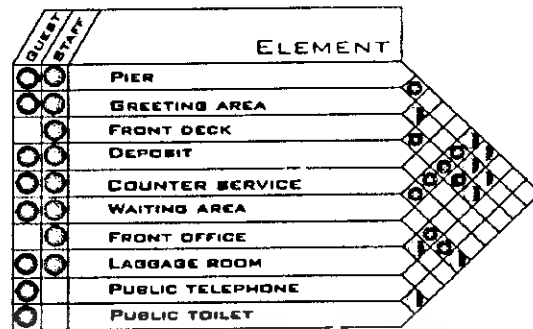 GUEST
STAFF
ELEMENT
PIER
GREETING AREA
FRONT DECK
DEPOSIT
COUNTER SERVICE
WAITING AREA
FRONT OFFICE
LAGGAGE ROOM
PUBLIC TELEPHONE
PUBLIC TOILET